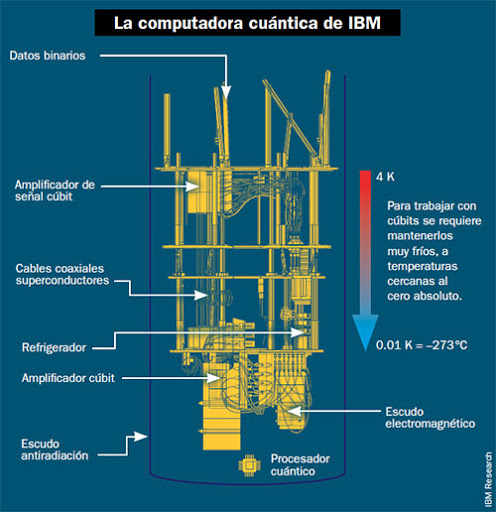 La computadora cuántica de IBM
Datos binarios
Amplificador de
señal cúbit
4 K
Para trabajar con
cúbits se requiere
mantenerlos
muy fríos, a
temperaturas
cercanas al
cero absoluto.
Cables coaxiales
superconductores
Refrigerador
0.01 K = –273°C
Amplificador cúbit
Escudo
electromagnético
Escudo
antiradiación
Procesador
cuántico
IBM Research